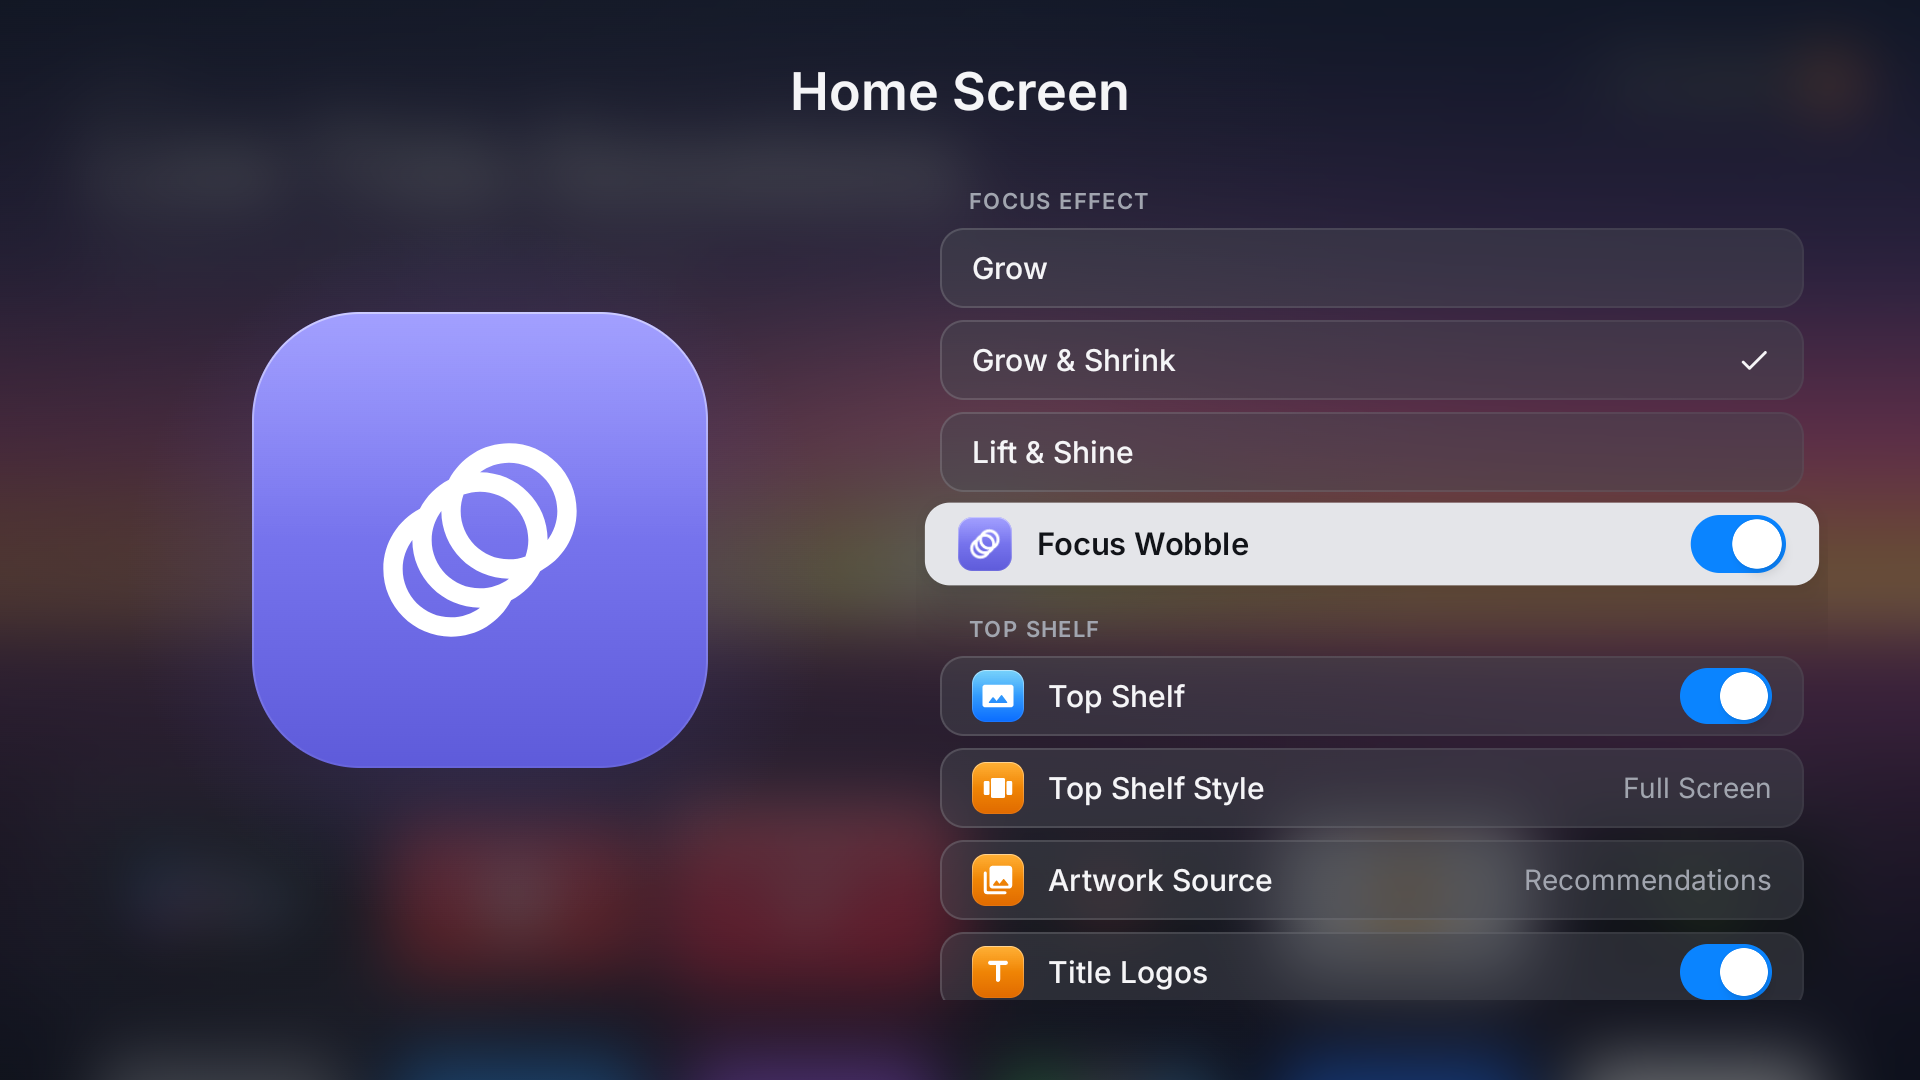 Home Screen
FOCUS EFFECT
Grow
Grow & Shrink
Lift & Shine
Focus Wobble
TOP SHELF
Top Shelf
Top Shelf Style Full Screen
Artwork Source Recommendations
Title Logos